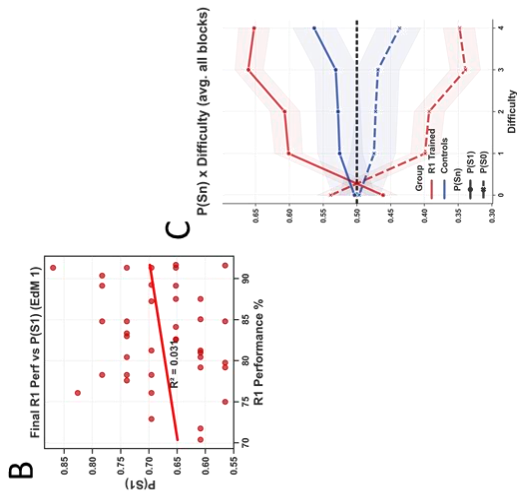 B
Final R1 Perf vs P(S1) (EdM 1)
P(S1)
0.85
0.80
0.75
0.70
0.65
0.60
0.55
R² = 0.031
70
75
80
85
90
R1 Performance %
C
P(Sn) x Difficulty (avg. all blocks)
0.65
0.60
0.55
0.50
0.45
0.40
0.35
0.30
Group
R1 Trained
Controls
P(Sn)
P(S1)
P(S0)
0
1
2
3
4
Difficulty